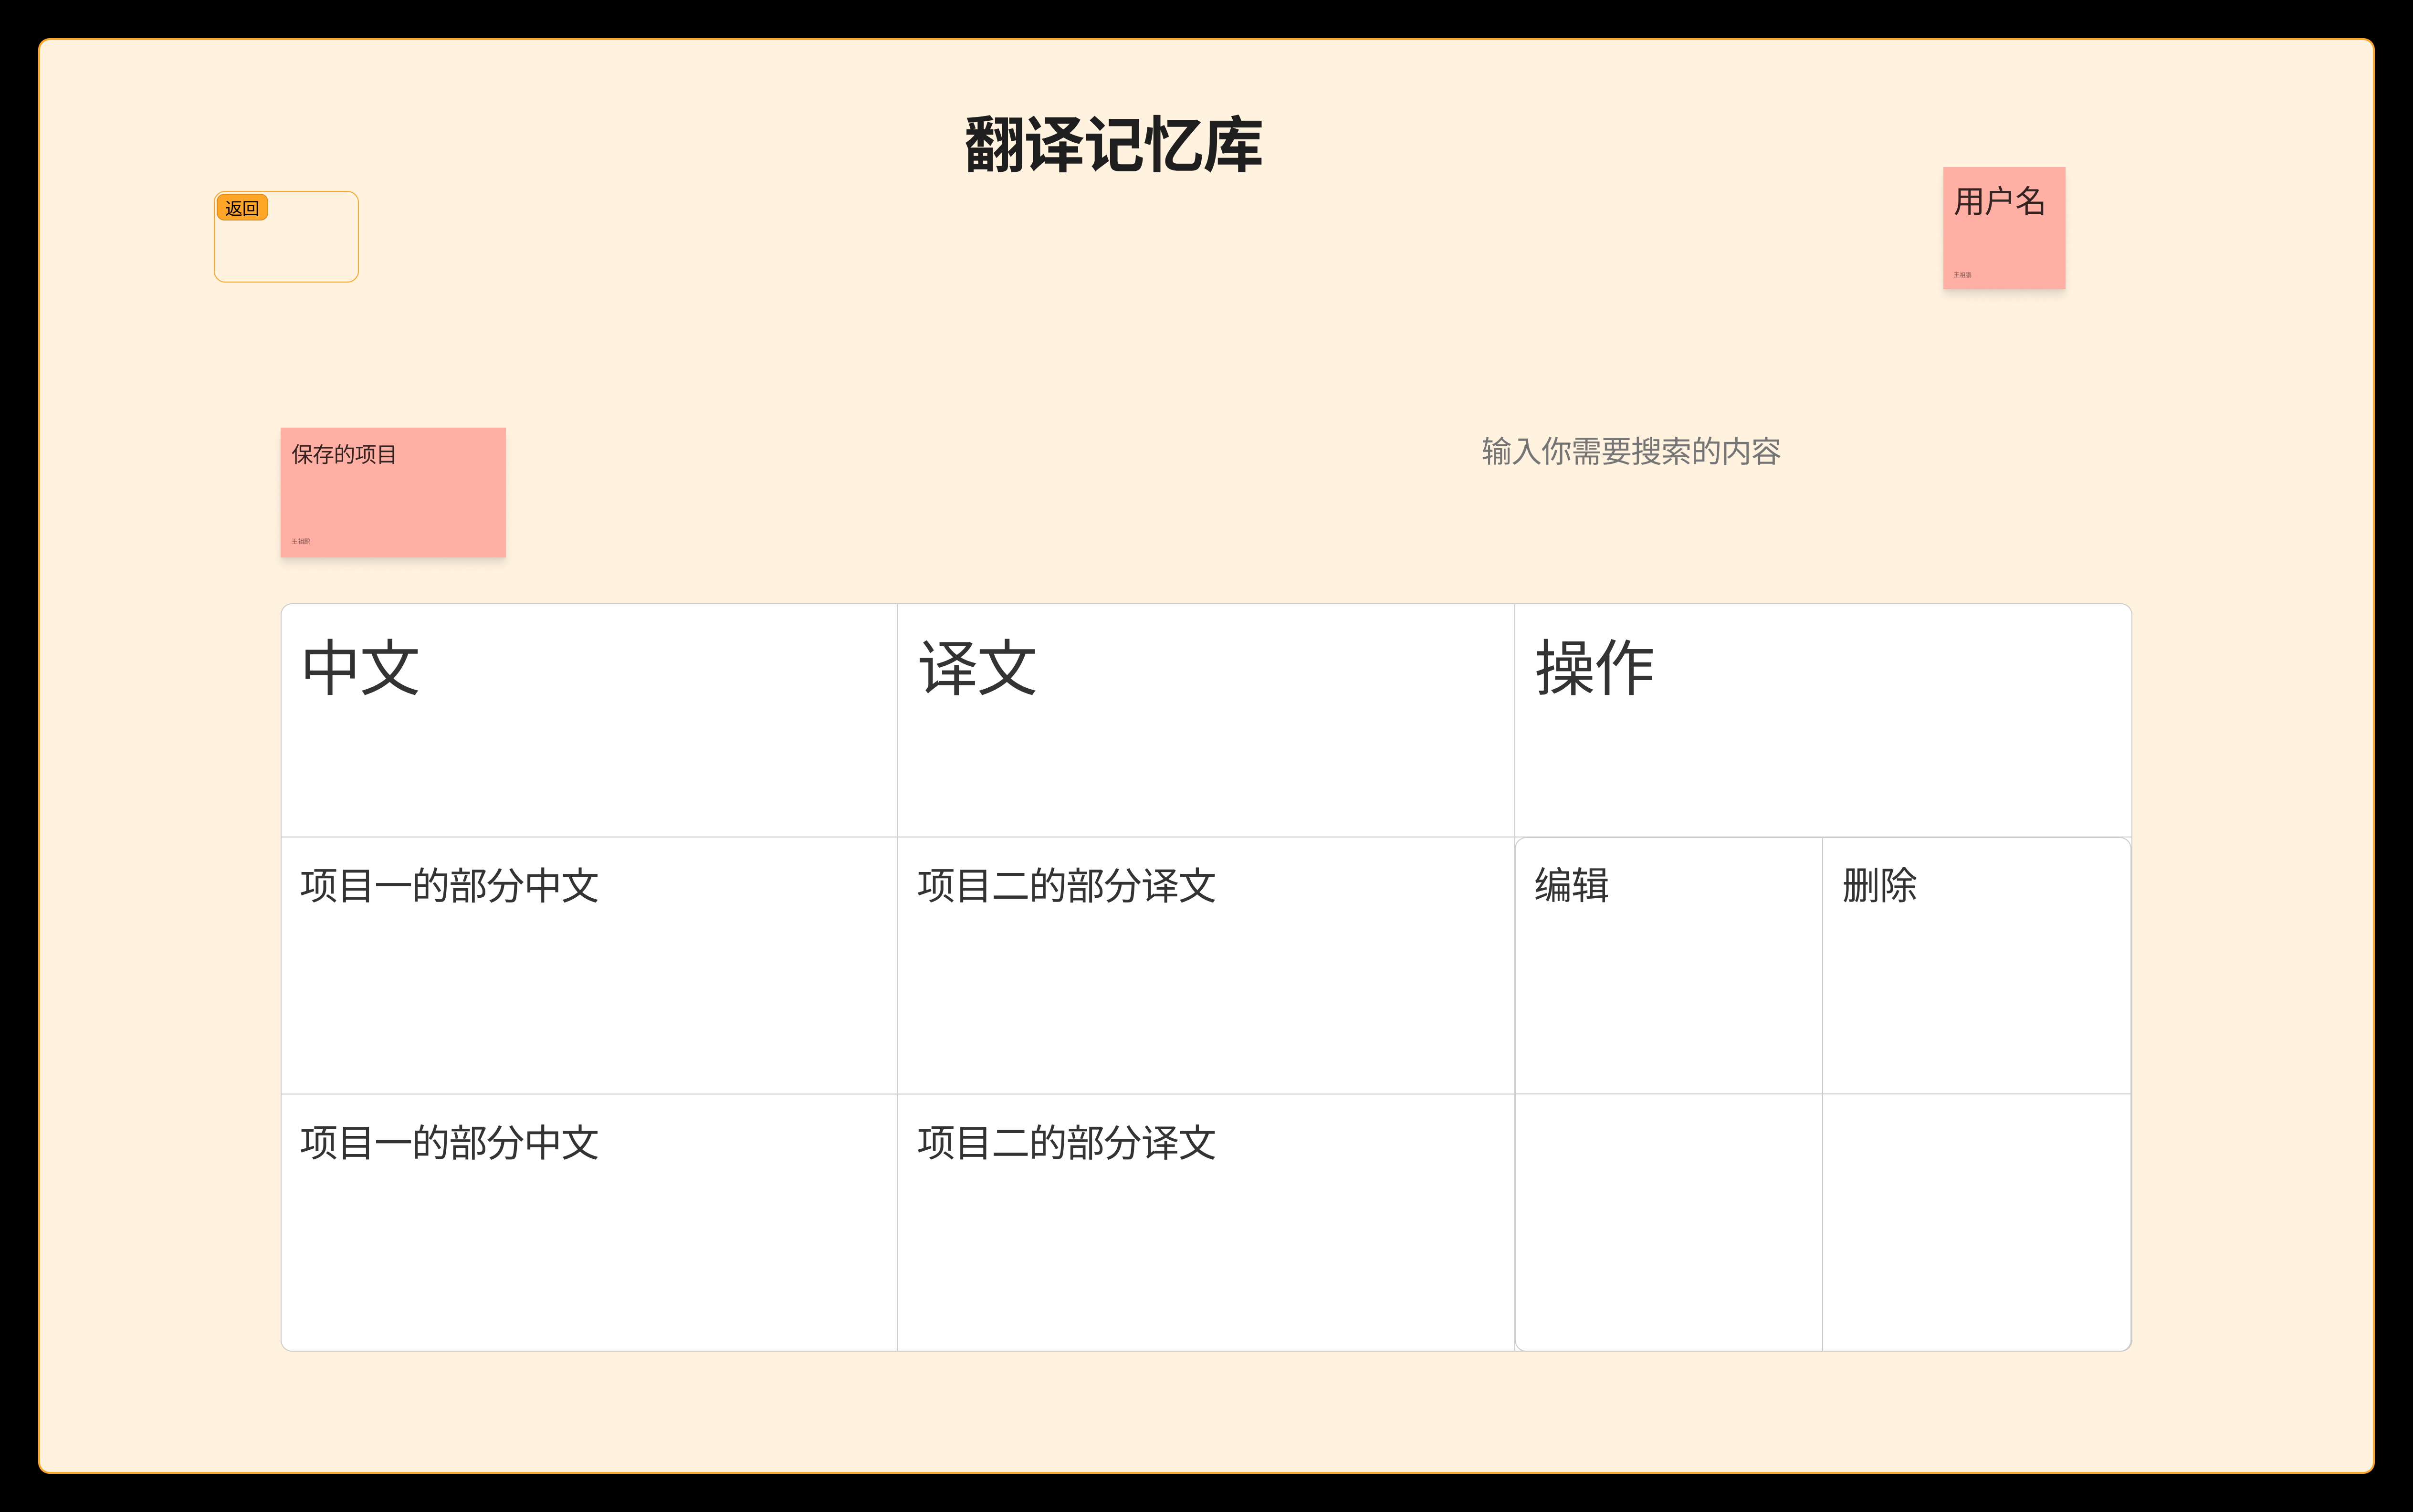 翻译记忆库
返回
用户名
王祖鹏
保存的项目
输入你需要搜索的内容
王祖鹏
中文
译文
操作
项目一的部分中文
项目二的部分译文
编辑
删除
项目一的部分中文
项目二的部分译文